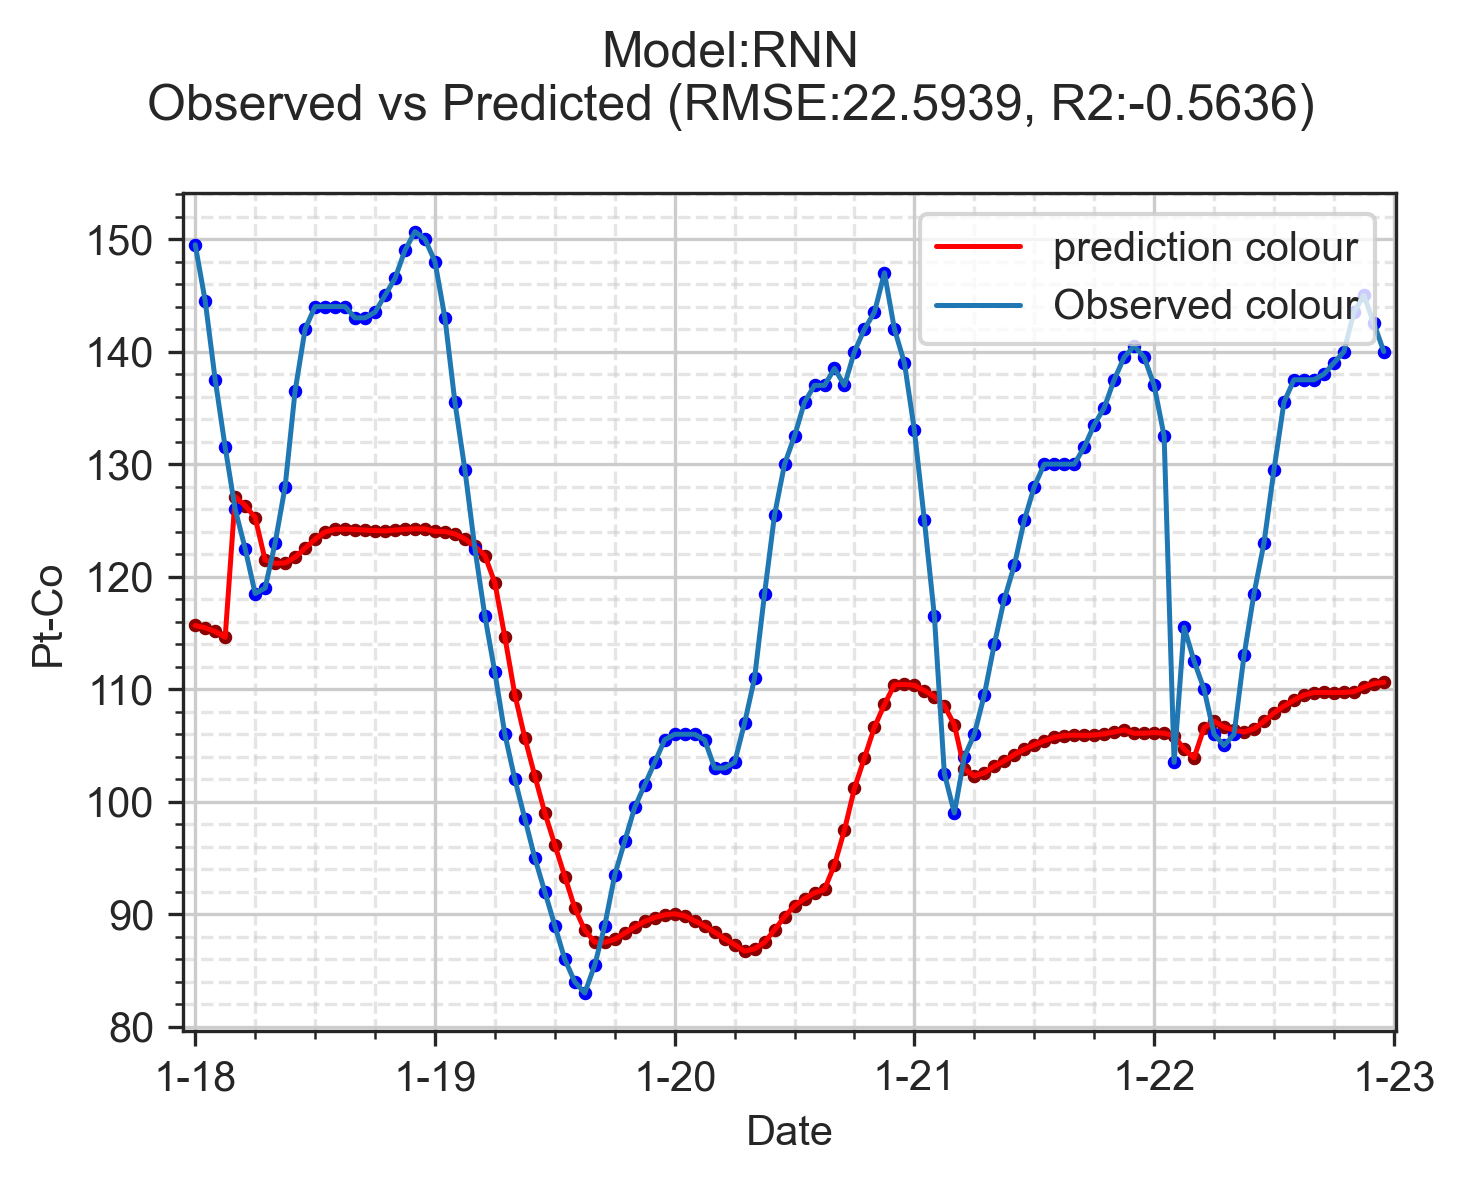 Model:RNN
Observed vs Predicted (RMSE:22.5939, R2:-0.5636)
prediction colour
Observed colour
150
140
130
120
110
100
90
80
Pt-Co
1-18 1-19 1-20 1-21 1-22 1-23
Date